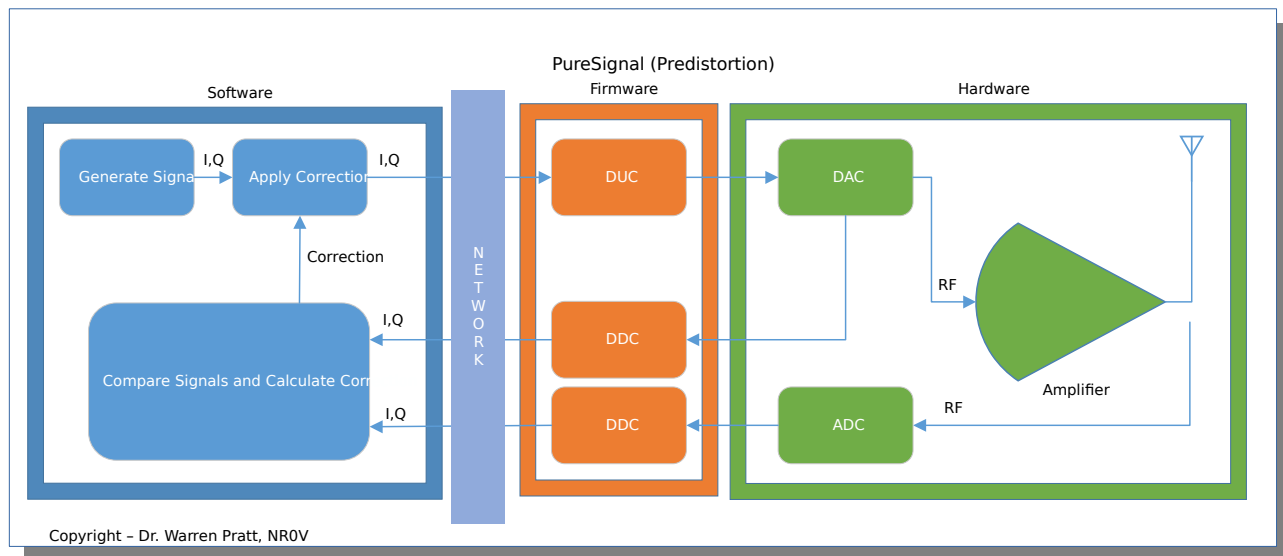 PureSignal (Predistortion)
Software
Firmware
Hardware
Generate Signa
I,Q
Apply Correction
I,Q
DUC
DAC
Correction
NETWORK
RF
I,Q
DDC
Compare Signals and Calculate Corr
Amplifier
I,Q
DDC
ADC
RF
Copyright – Dr. Warren Pratt, NR0V